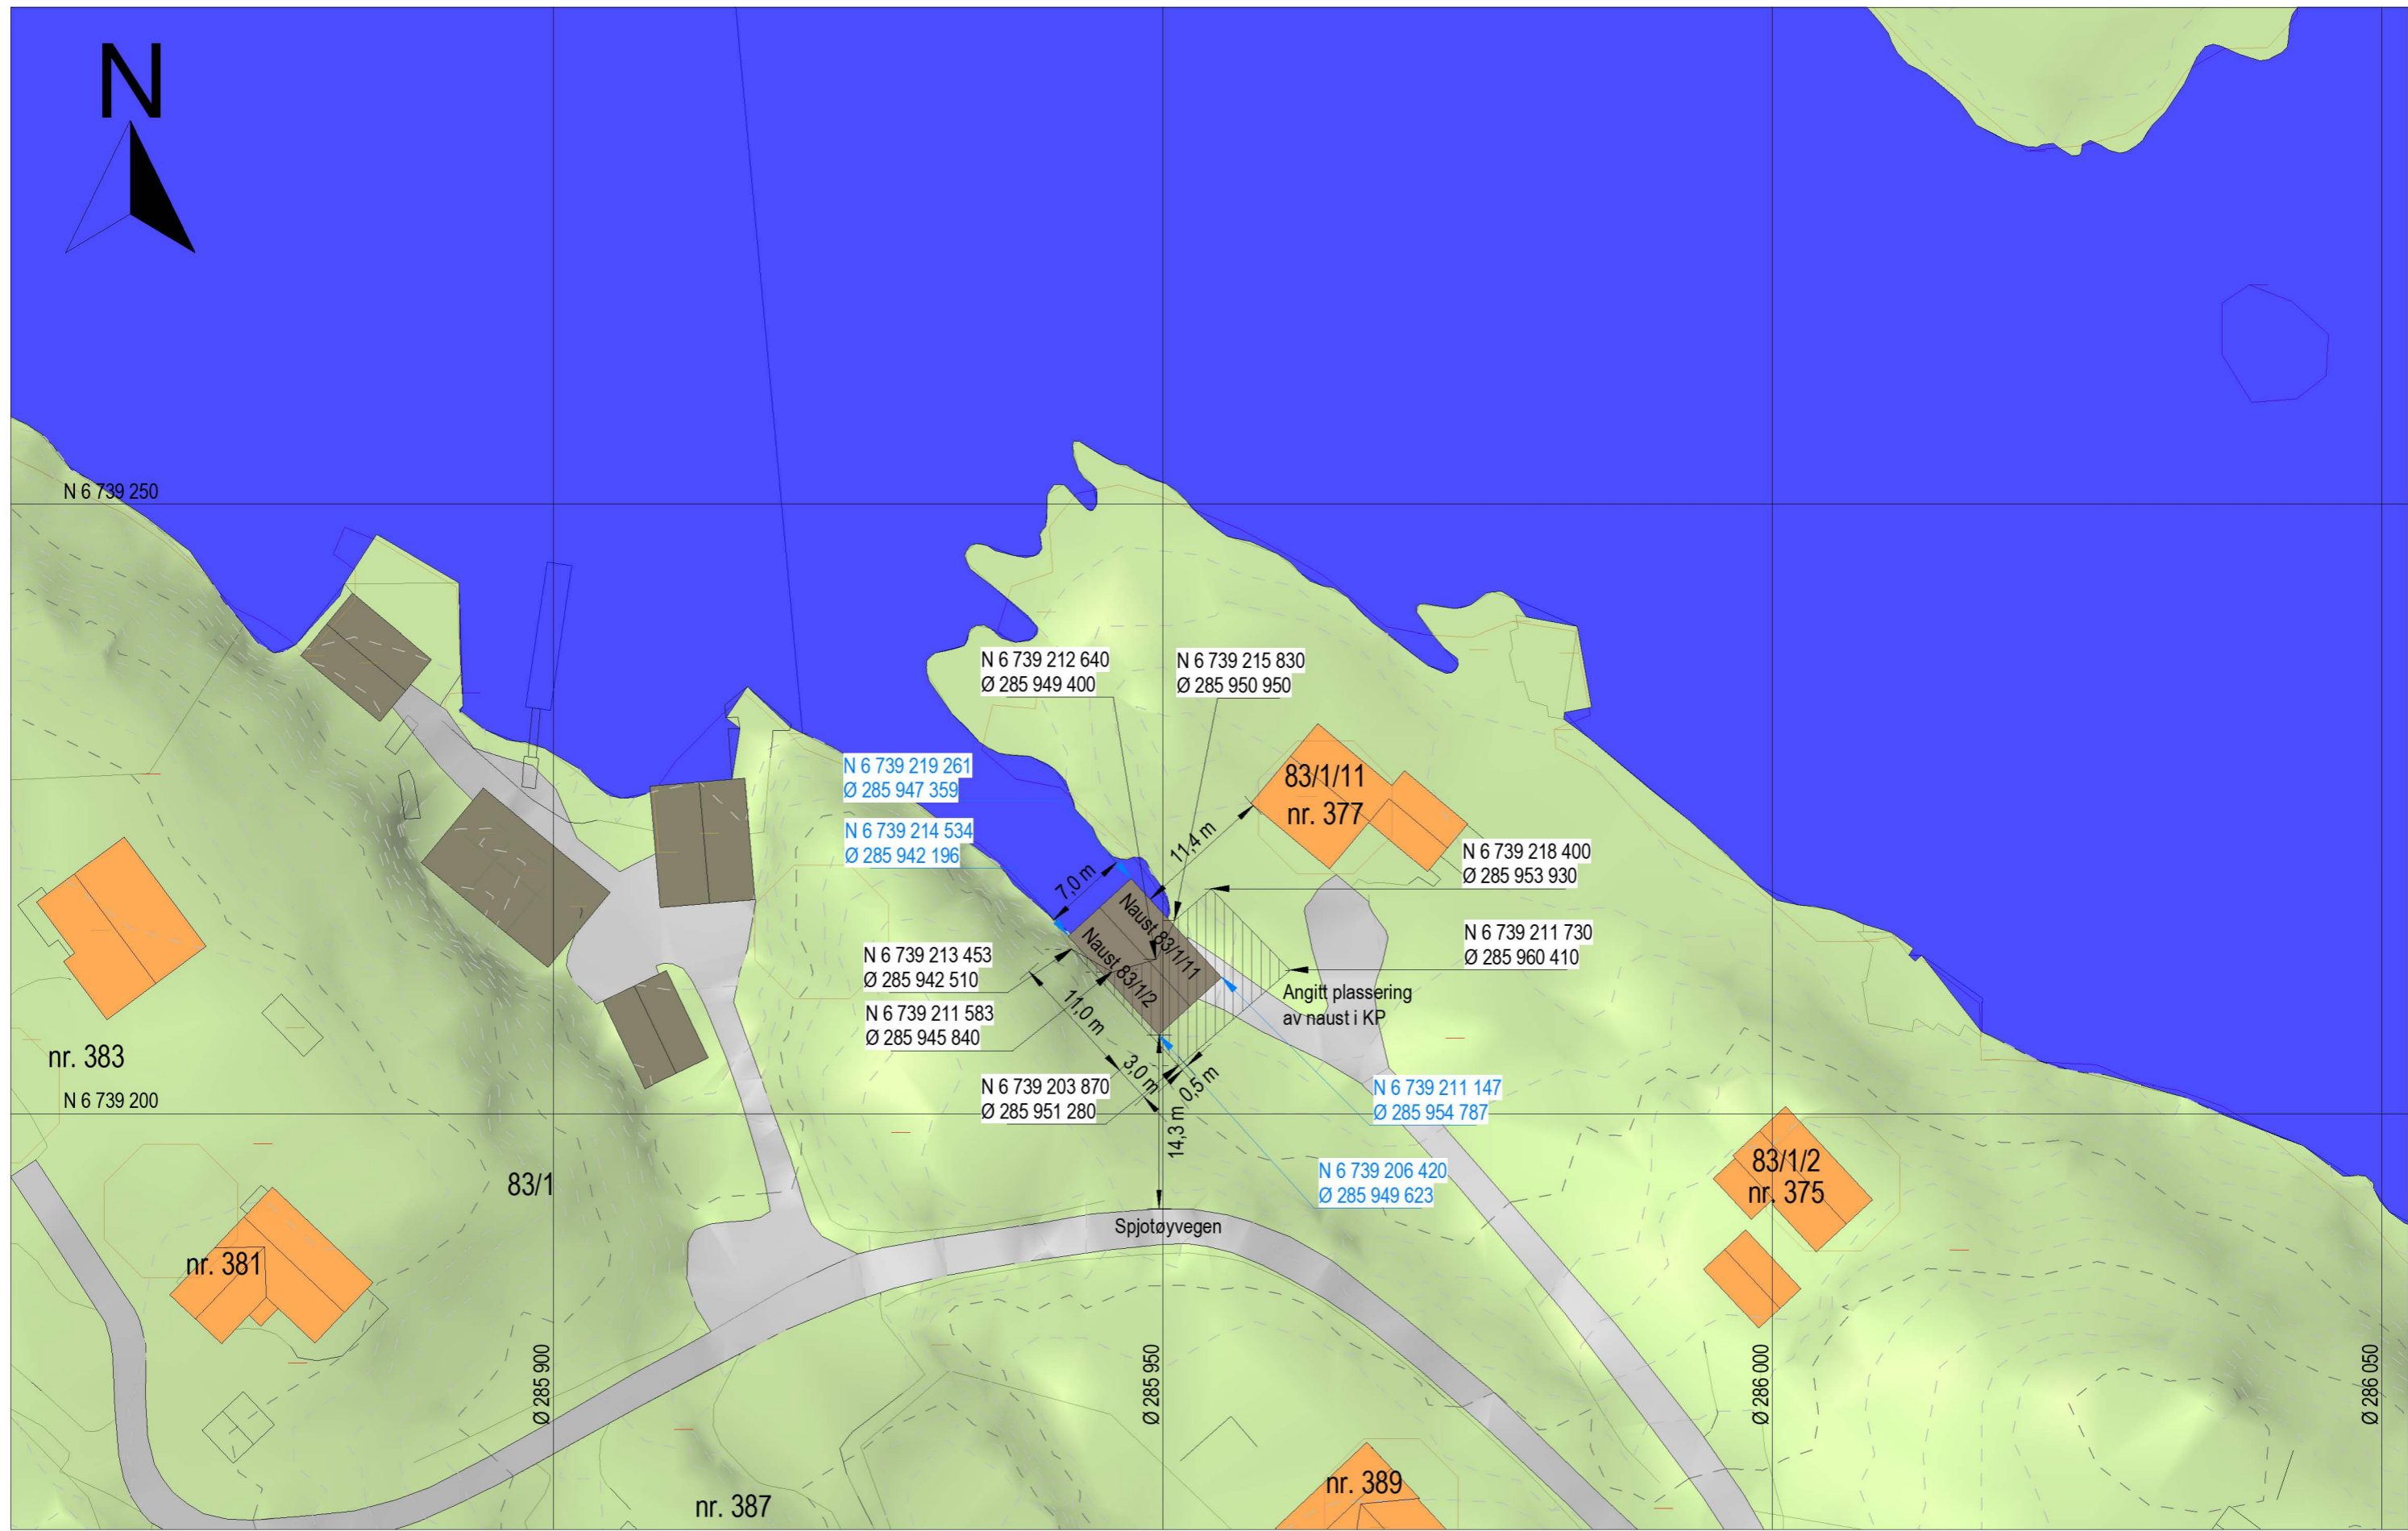 N
N 6 739 250
N 6 739 212 640
Ø 285 949 400
N 6 739 215 830
Ø 285 950 950
N 6 739 219 261
Ø 285 947 359
83/1/11
nr. 377
N 6 739 214 534
Ø 285 942 196
11,4 m
N 6 739 218 400
Ø 285 953 930
7,0 m
Naust 83/1/11
Naust 83/1/2
N 6 739 211 730
Ø 285 960 410
N 6 739 213 453
Ø 285 942 510
Angitt plassering
av naust i KP
11,0 m
N 6 739 211 583
Ø 285 945 840
nr. 383
3,0 m
0,5 m
N 6 739 203 870
Ø 285 951 280
N 6 739 211 147
Ø 285 954 787
N 6 739 200
14,3 m
83/1
N 6 739 206 420
Ø 285 949 623
83/1/2
nr. 375
Spjotøyvegen
nr. 381
Ø 285 900
Ø 285 950
Ø 286 000
Ø 286 050
nr. 387
nr. 389